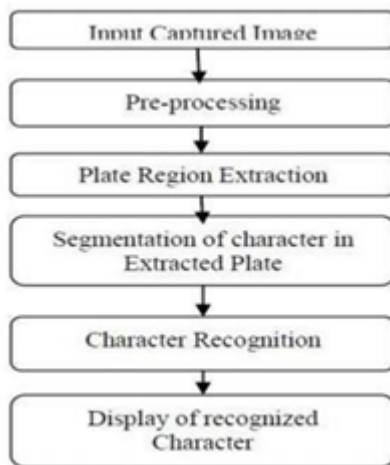 Input Captured Image
Pre-processing
Plate Region Extraction
Segmentation of character in
Extracted Plate
Character Recognition
Display of recognized
Character